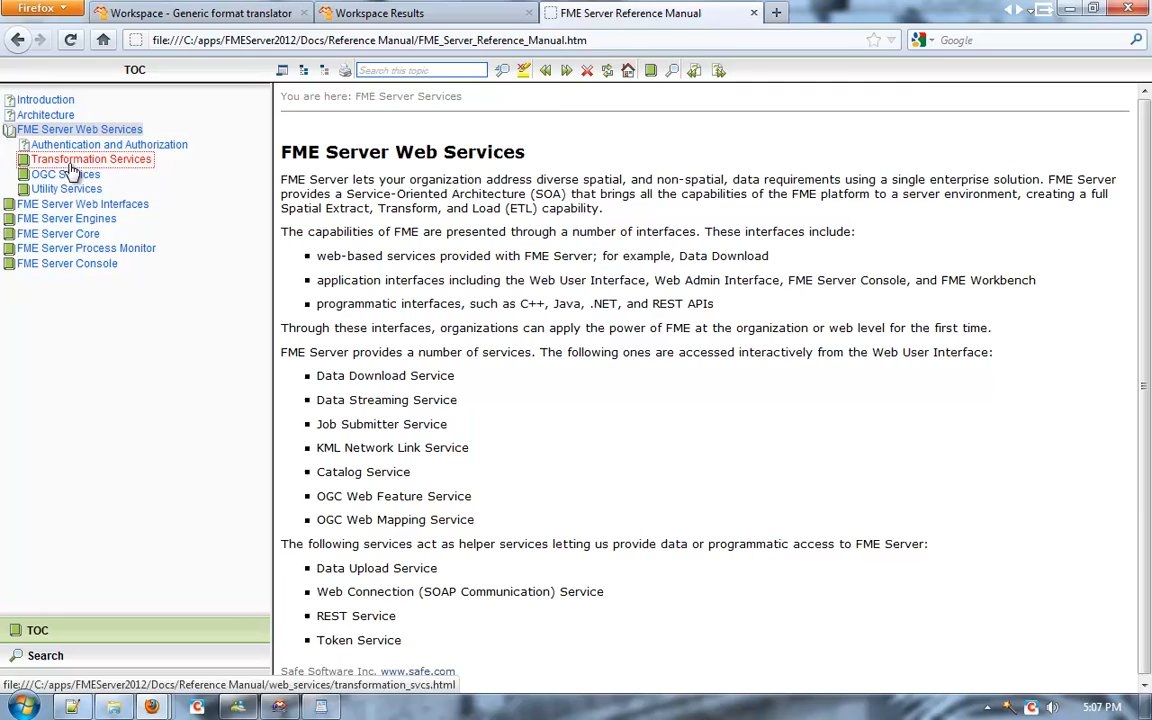 Firefox
Workspace - Generic format translator
Workspace Results
FME Server Reference Manual
file:///C:/apps/FMEServer2012/Docs/Reference Manual/FME_Server_Reference_Manual.htm
Google
TOC
Search this topic
Introduction
Architecture
FME Server Web Services
Authentication and Authorization
Transformation Services
OGC Services
Utility Services
FME Server Web Interfaces
FME Server Engines
FME Server Core
FME Server Process Monitor
FME Server Console
You are here: FME Server Services
FME Server Web Services
FME Server lets your organization address diverse spatial, and non-spatial, data requirements using a single enterprise solution. FME Server
provides a Service-Oriented Architecture (SOA) that brings all the capabilities of the FME platform to a server environment, creating a full
Spatial Extract, Transform, and Load (ETL) capability.
The capabilities of FME are presented through a number of interfaces. These interfaces include:
web-based services provided with FME Server; for example, Data Download
application interfaces including the Web User Interface, Web Admin Interface, FME Server Console, and FME Workbench
programmatic interfaces, such as C++, Java, .NET, and REST APIs
Through these interfaces, organizations can apply the power of FME at the organization or web level for the first time.
FME Server provides a number of services. The following ones are accessed interactively from the Web User Interface:
Data Download Service
Data Streaming Service
Job Submitter Service
KML Network Link Service
Catalog Service
OGC Web Feature Service
OGC Web Mapping Service
The following services act as helper services letting us provide data or programmatic access to FME Server:
Data Upload Service
Web Connection (SOAP Communication) Service
REST Service
Token Service
Safe Software Inc. www.safe.com
TOC
Search
file:///C:/apps/FMEServer2012/Docs/Reference Manual/web_services/transformation_svcs.html
5:07 PM